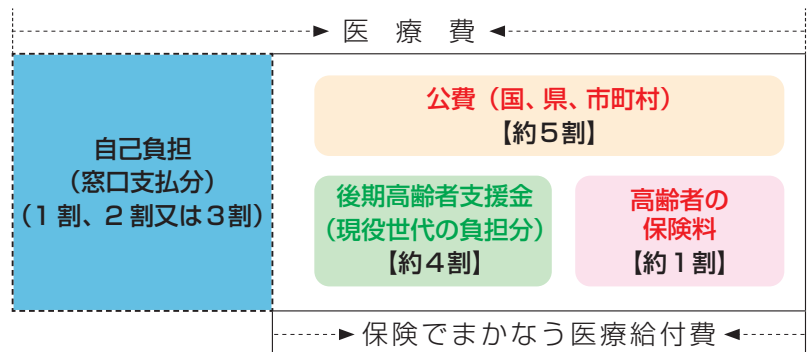 医療費
自己負担
（窓口支払分）
（1割、2割又は3割）
公費（国、県、市町村）
【約5割】
後期高齢者支援金
（現役世代の負担分）
【約4割】
高齢者の
保険料
【約1割】
保険でまかなう医療給付費